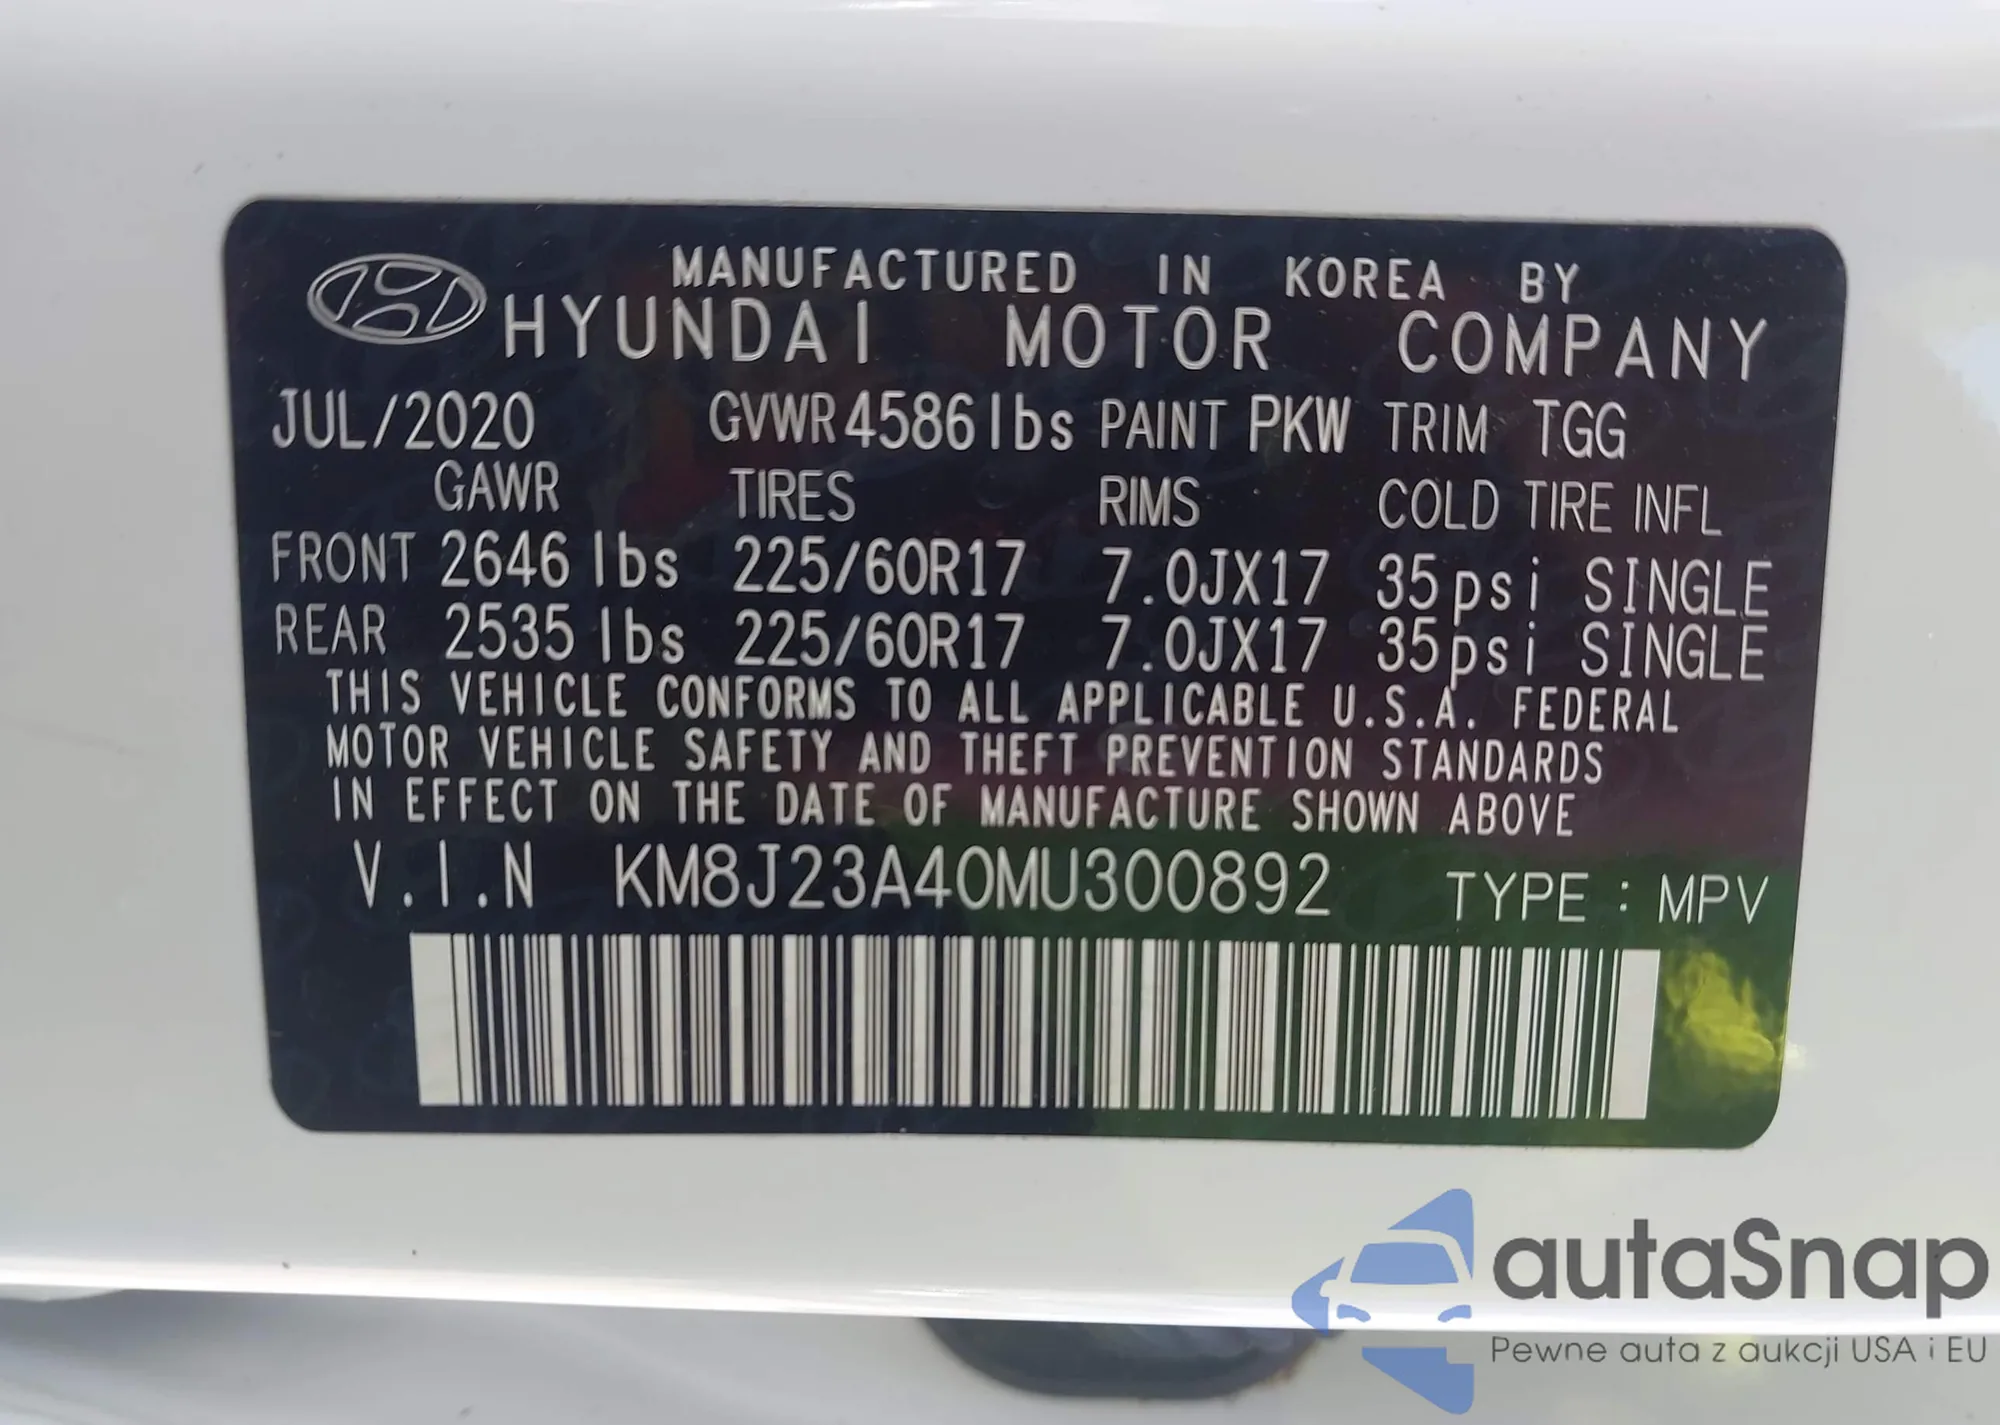 MANUFACTURED IN KOREA BY
HYUNDAI MOTOR COMPANY
JUL/2020 GVWR 4586 lbs PAINT PKW TRIM TGG
GAWR TIRES RIMS COLD TIRE INFL
FRONT 2646 lbs 225/60R17 7.0JX17 35psi SINGLE
REAR 2535 lbs 225/60R17 7.0JX17 35psi SINGLE
THIS VEHICLE CONFORMS TO ALL APPLICABLE U.S.A. FEDERAL
MOTOR VEHICLE SAFETY AND THEFT PREVENTION STANDARDS
IN EFFECT ON THE DATE OF MANUFACTURE SHOWN ABOVE
V.I.N KM8J23A40MU300892 TYPE : MPV
autaSnap
Pewne auta z aukcji USA i EU